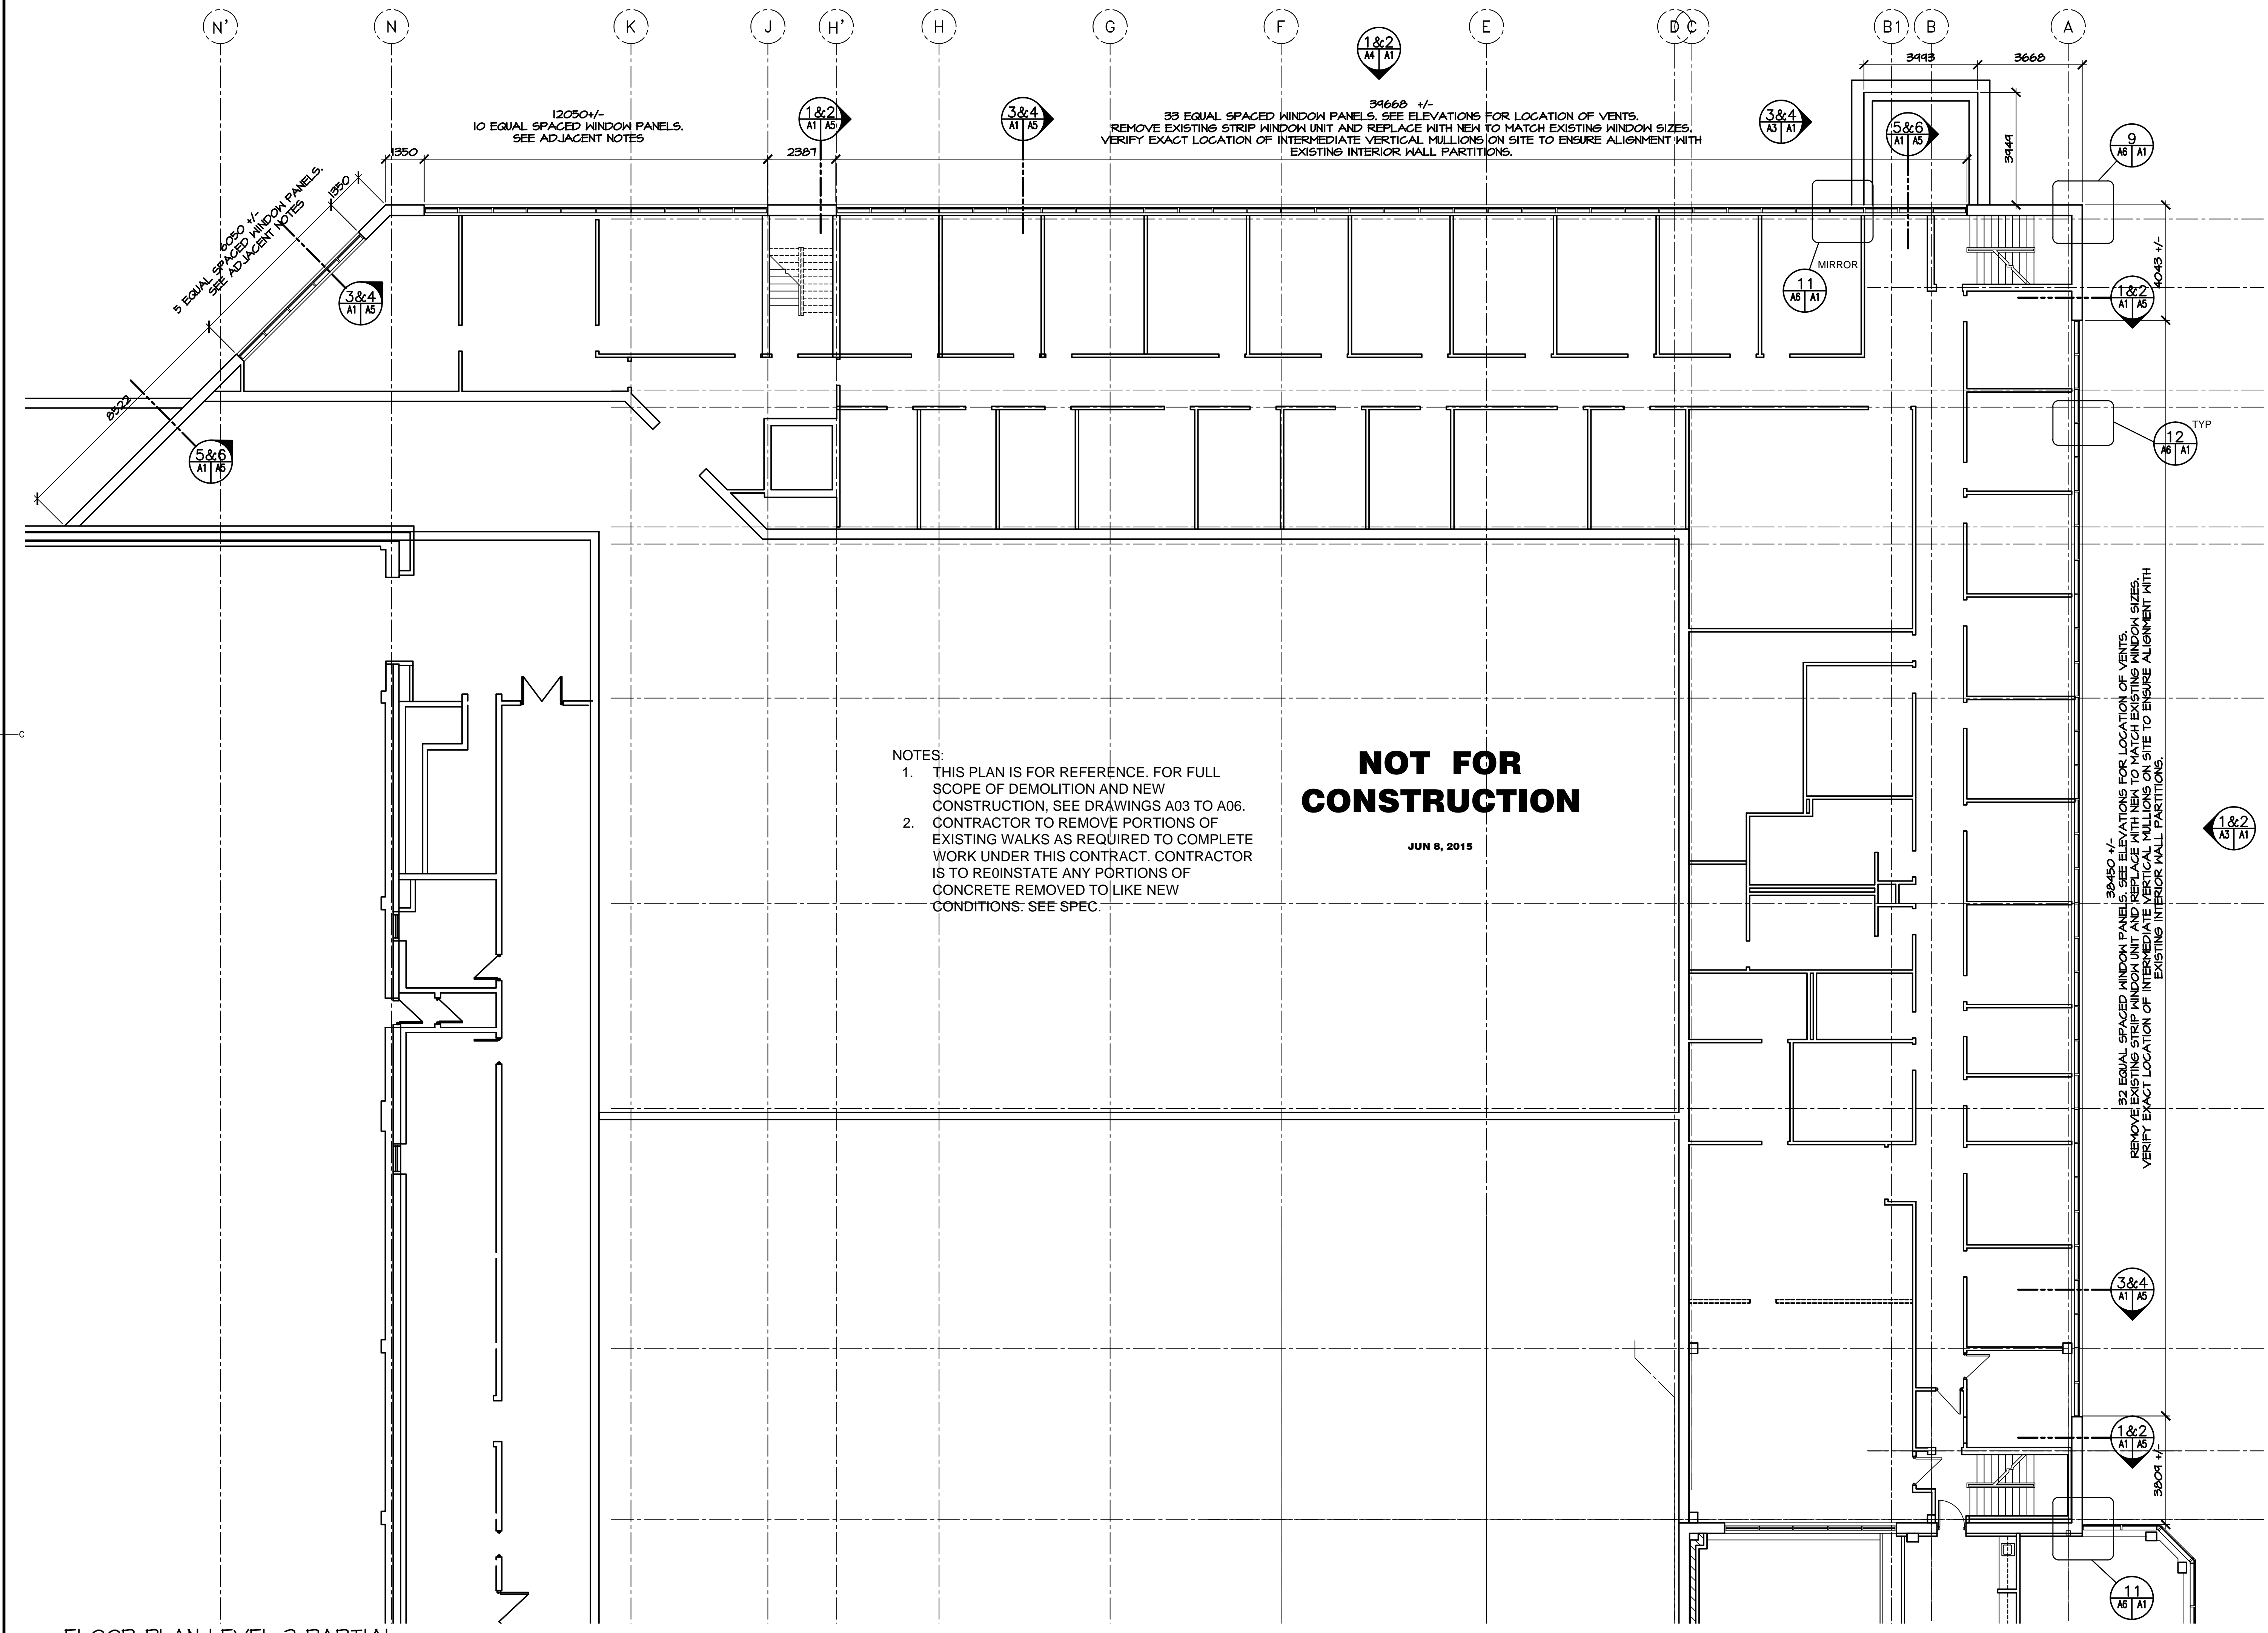 N'
N
K
J
H'
H
G
F
E
D
C
B1
B
A
1&2
A4 A1
3993
3668
12050+/-
10 EQUAL SPACED WINDOW PANELS.
SEE ADJACENT NOTES
1&2
A1 A5
3&4
A1 A5
39668 +/-
33 EQUAL SPACED WINDOW PANELS. SEE ELEVATIONS FOR LOCATION OF VENTS.
REMOVE EXISTING STRIP WINDOW UNIT AND REPLACE WITH NEW TO MATCH EXISTING WINDOW SIZES.
VERIFY EXACT LOCATION OF INTERMEDIATE VERTICAL MULLIONS ON SITE TO ENSURE ALIGNMENT WITH
EXISTING INTERIOR WALL PARTITIONS.
3&4
A3 A1
5&6
A1 A5
3949
9
A6 A1
1350
2387
1350
6050 +/-
5 EQUAL SPACED WINDOW PANELS.
SEE ADJACENT NOTES
3&4
A1 A5
8522
5&6
A1 A5
MIRROR
11
A6 A1
4043 +/-
1&2
A1 A5
TYP
12
A6 A1
C
NOTES:
1. THIS PLAN IS FOR REFERENCE. FOR FULL
SCOPE OF DEMOLITION AND NEW
CONSTRUCTION, SEE DRAWINGS A03 TO A06.
2. CONTRACTOR TO REMOVE PORTIONS OF
EXISTING WALKS AS REQUIRED TO COMPLETE
WORK UNDER THIS CONTRACT. CONTRACTOR
IS TO RE0INSTATE ANY PORTIONS OF
CONCRETE REMOVED TO LIKE NEW
CONDITIONS. SEE SPEC.
NOT FOR
CONSTRUCTION
JUN 8, 2015
38450 +/-
32 EQUAL SPACED WINDOW PANELS. SEE ELEVATIONS FOR LOCATION OF VENTS.
REMOVE EXISTING STRIP WINDOW UNIT AND REPLACE WITH NEW TO MATCH EXISTING WINDOW SIZES.
VERIFY EXACT LOCATION OF INTERMEDIATE VERTICAL MULLIONS ON SITE TO ENSURE ALIGNMENT WITH
EXISTING INTERIOR WALL PARTITIONS.
1&2
A3 A1
3&4
A1 A5
1&2
A1 A5
3809 +/-
11
A6 A1
FLOOR PLAN LEVEL 2 PARTIAL